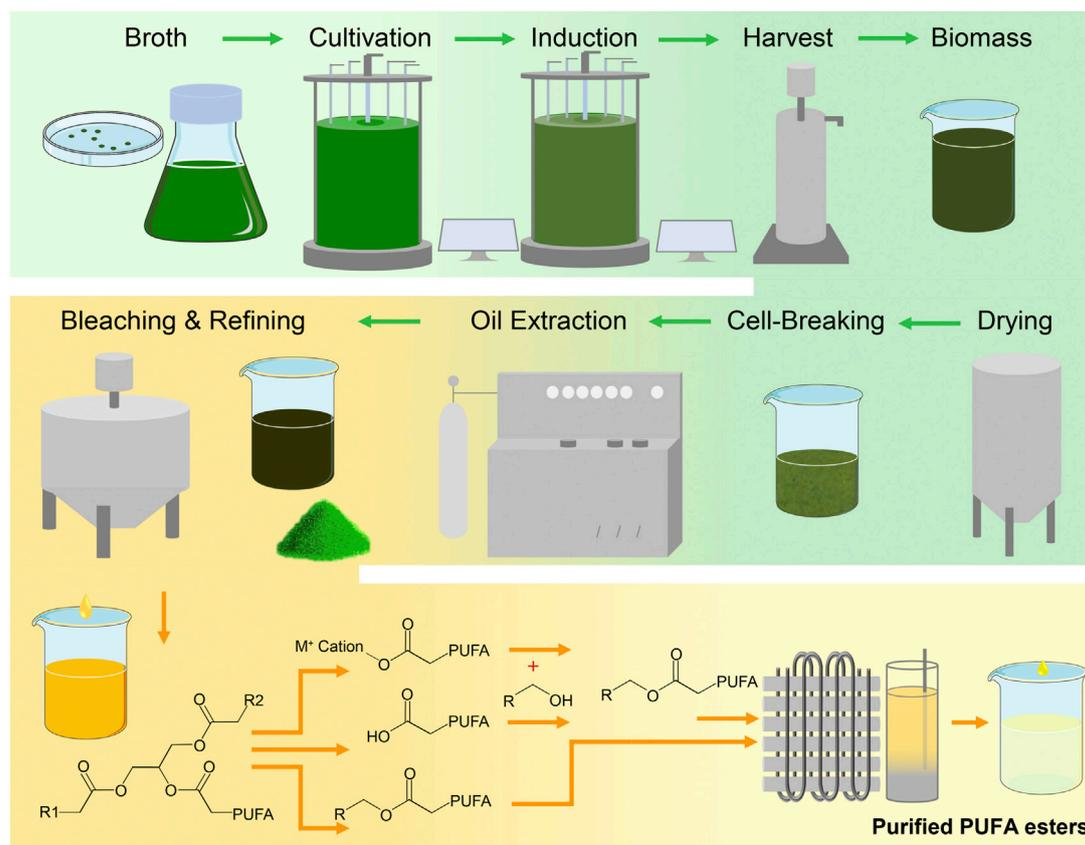 Broth
Cultivation
Induction
Harvest
Biomass
Bleaching & Refining
Oil Extraction
Cell-Breaking
Drying
M⁺ Cation
O
O
PUFA
+
R
OH
O
HO
PUFA
O
R
O
PUFA
R2
O
O
O
O
O
O
R1
PUFA
O
R
O
PUFA
Purified PUFA esters